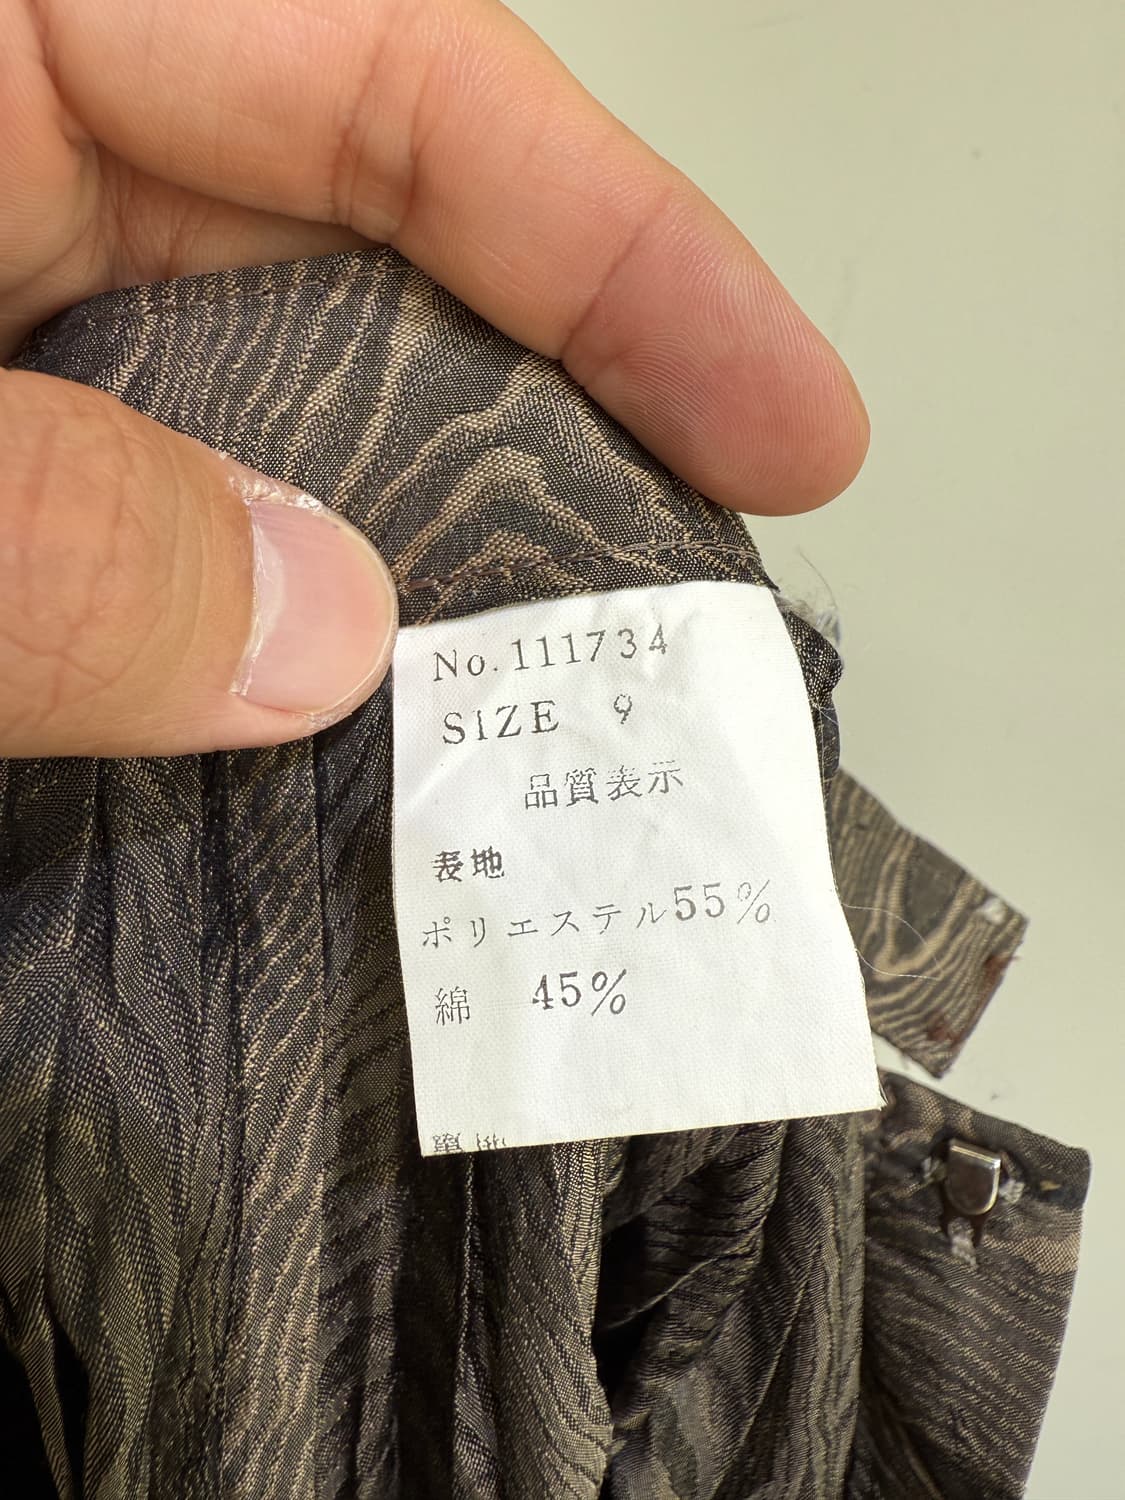 No.111734
SIZE 9
品質表示
表地
ポリエステル55%
綿 45%